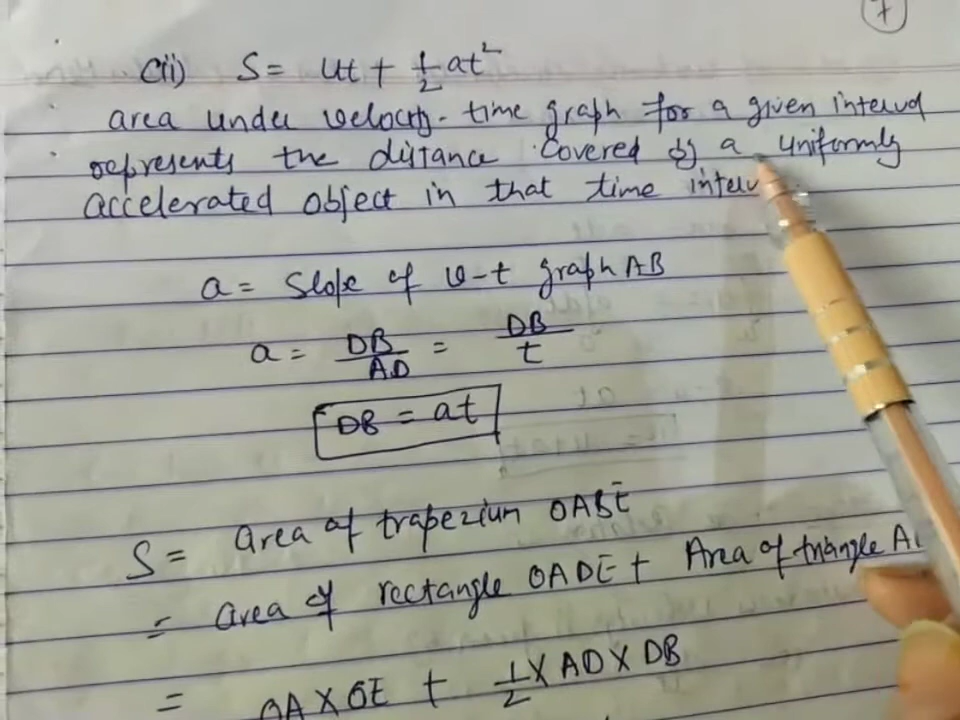 7
(ii) S = ut + 1/2 at²
area under velocity-time graph for a given interval
represents the distance covered by a uniformly
accelerated object in that time
a = Slope of v-t graph AB
a = DB/AD = DB/t
DB = at
S = area of trapezium OABE
= area of rectangle OADE + Area of triangle
= OA X OE + 1/2 X AD X DB